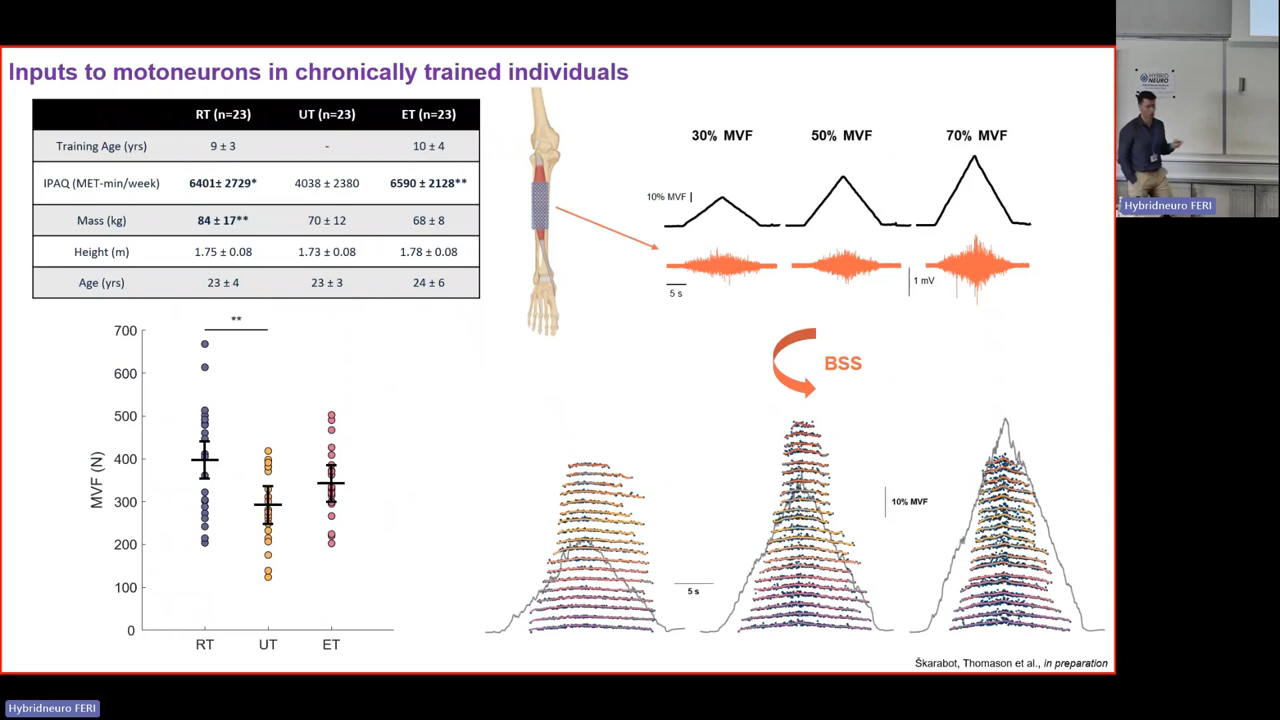 Inputs to motoneurons in chronically trained individuals
RT (n=23) UT (n=23) ET (n=23)
Training Age (yrs) 9 ± 3 - 10 ± 4
IPAQ (MET-min/week) 6401± 2729* 4038 ± 2380 6590 ± 2128**
Mass (kg) 84 ± 17** 70 ± 12 68 ± 8
Height (m) 1.75 ± 0.08 1.73 ± 0.08 1.78 ± 0.08
Age (yrs) 23 ± 4 23 ± 3 24 ± 6
30% MVF 50% MVF 70% MVF
10% MVF
1 mV
5 s
BSS
**
700
600
500
400
300
200
100
0
MVF (N)
RT UT ET
10% MVF
5 s
Škarabot, Thomason et al., in preparation
HYBRID
NEURO
Hybridneuro FERI
Hybridneuro FERI